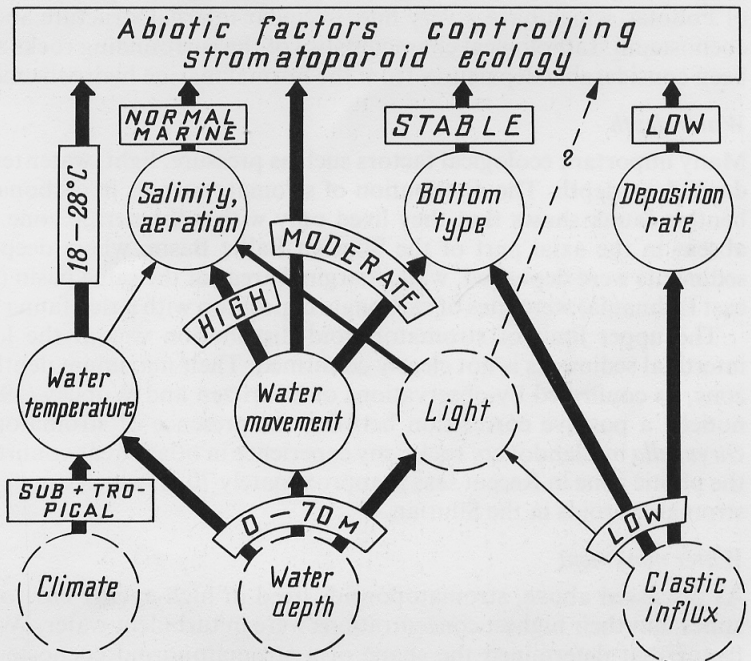 Abiotic factors controlling
stromatoporoid ecology
NORMAL
MARINE
STABLE
LOW
18-28°C
?
Salinity,
aeration
Bottom
type
Deposition
rate
MODERATE
HIGH
Water
temperature
Water
movement
Light
SUB + TRO-
PICAL
0 70M
LOW
Climate
Water
depth
Clastic
influx